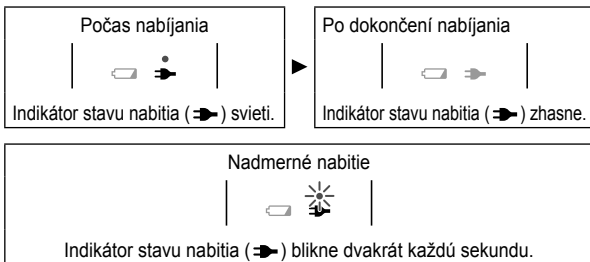 Počas nabíjania
Indikátor stavu nabitia ( ) svieti.
Po dokončení nabíjania
Indikátor stavu nabitia ( ) zhasne.
Nadmerné nabitie
Indikátor stavu nabitia ( ) blikne dvakrát každú sekundu.